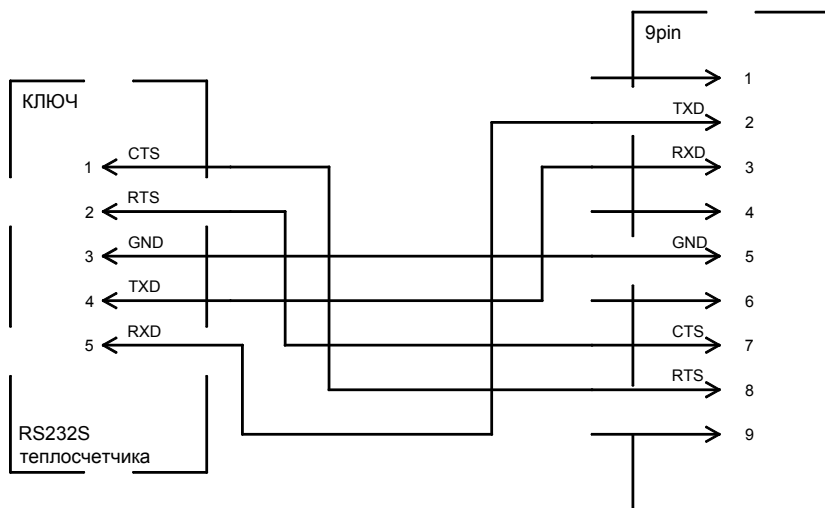 КЛЮЧ
1 CTS
2 RTS
3 GND
4 TXD
5 RXD
RS232S
теплосчетчика
9pin
1
TXD 2
RXD 3
4
GND 5
6
CTS 7
RTS 8
9